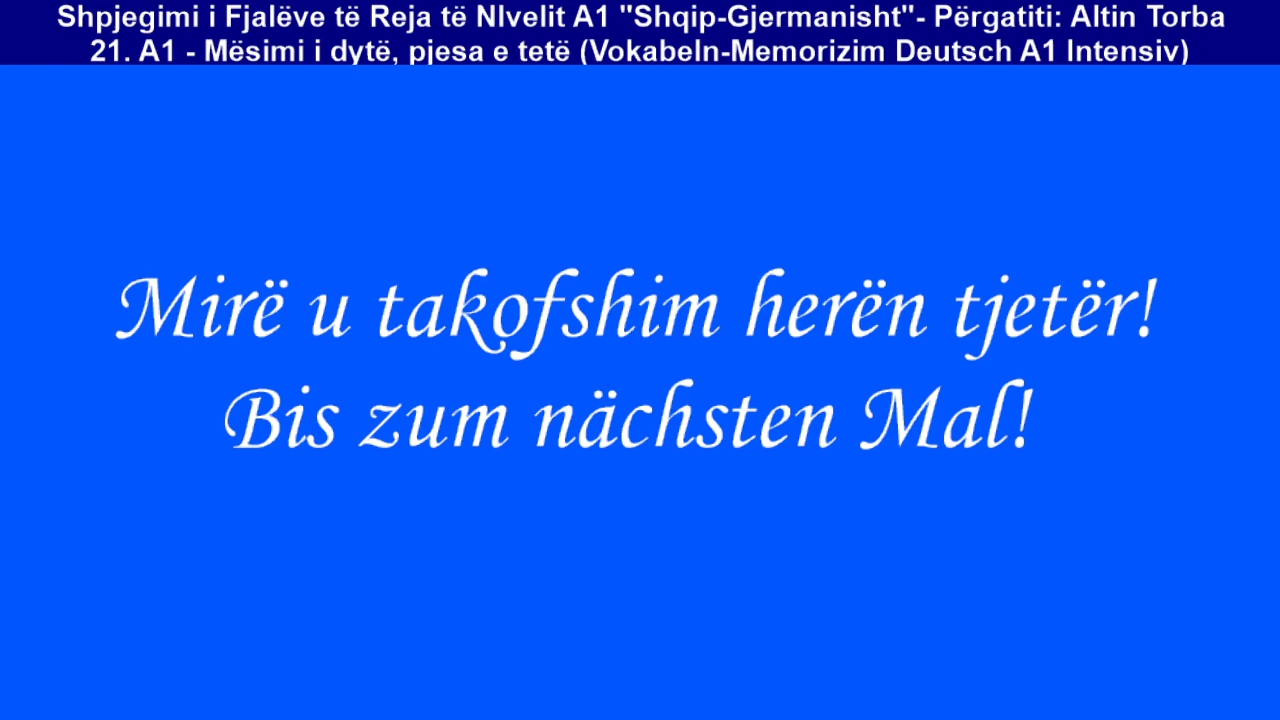 Shpjegimi i Fjalëve të Reja të NIvelit A1 "Shqip-Gjermanisht"- Përgatiti: Altin Torba
21. A1 - Mësimi i dytë, pjesa e tetë (Vokabeln-Memorizim Deutsch A1 Intensiv)
Mirë u takofshim herën tjetër!
Bis zum nächsten Mal!